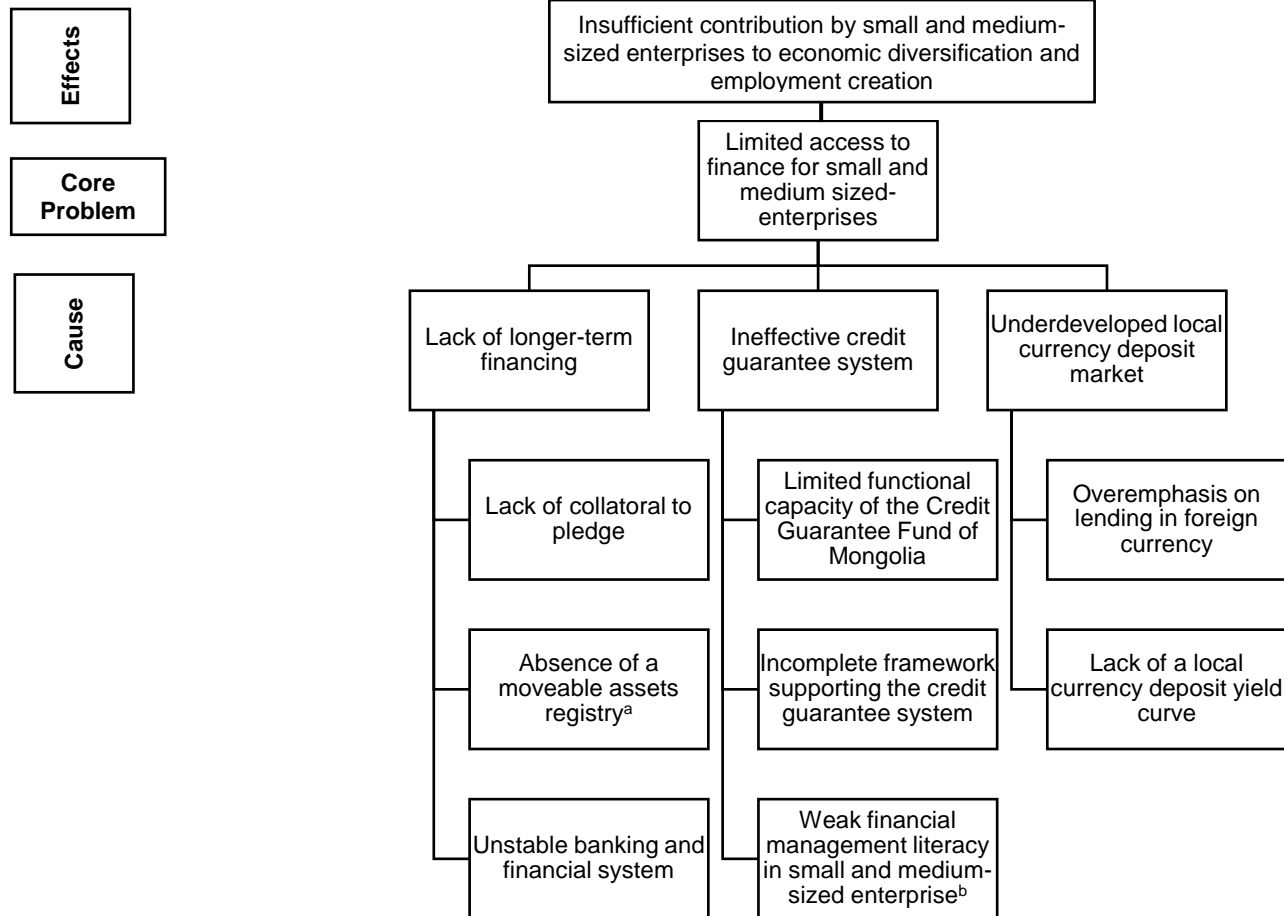 Effects
Core
Problem
Cause
Insufficient contribution by small and medium-
sized enterprises to economic diversification and
employment creation
Limited access to
finance for small and
medium sized-
enterprises
Lack of longer-term
financing
Ineffective credit
guarantee system
Underdeveloped local
currency deposit
market
Lack of collatoral to
pledge
Limited functional
capacity of the Credit
Guarantee Fund of
Mongolia
Overemphasis on
lending in foreign
currency
Absence of a
moveable assets
registryᵃ
Incomplete framework
supporting the credit
guarantee system
Lack of a local
currency deposit yield
curve
Unstable banking and
financial system
Weak financial
management literacy
in small and medium-
sized enterpriseᵇ